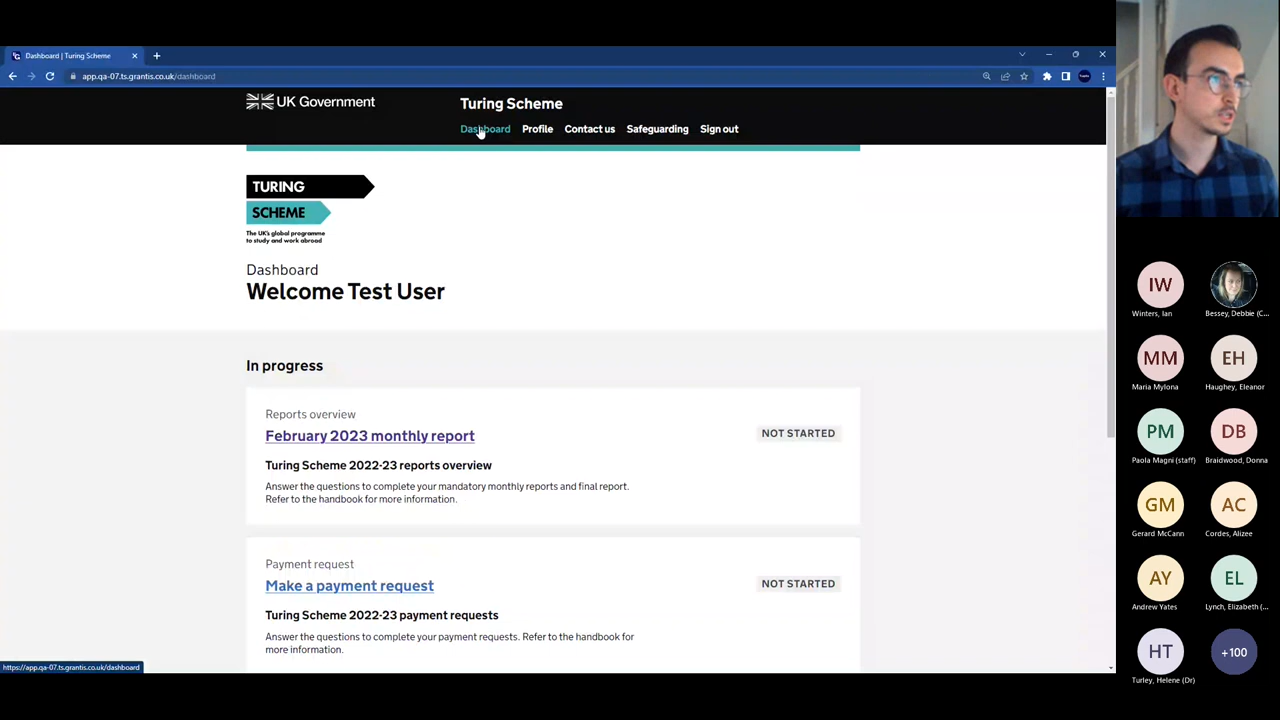 Dashboard | Turing Scheme
app.qa-07.ts.grantis.co.uk/dashboard
UK Government
Turing Scheme
Dashboard Profile Contact us Safeguarding Sign out
TURING
SCHEME
The UK's global programme
to study and work abroad
Dashboard
Welcome Test User
In progress
Reports overview
February 2023 monthly report
NOT STARTED
Turing Scheme 2022-23 reports overview
Answer the questions to complete your mandatory monthly reports and final report.
Refer to the handbook for more information.
Payment request
Make a payment request
NOT STARTED
Turing Scheme 2022-23 payment requests
Answer the questions to complete your payment requests. Refer to the handbook for
more information.
https://app.qa-07.ts.grantis.co.uk/dashboard
IW
Winters, Ian
Bessey, Debbie (C...
MM
Maria Mylona
EH
Haughey, Eleanor
PM
Paola Magni (staff)
DB
Braidwood, Donna
GM
Gerard McCann
AC
Cordes, Alizee
AY
Andrew Yates
EL
Lynch, Elizabeth (...
HT
Turley, Helene (Dr)
+100